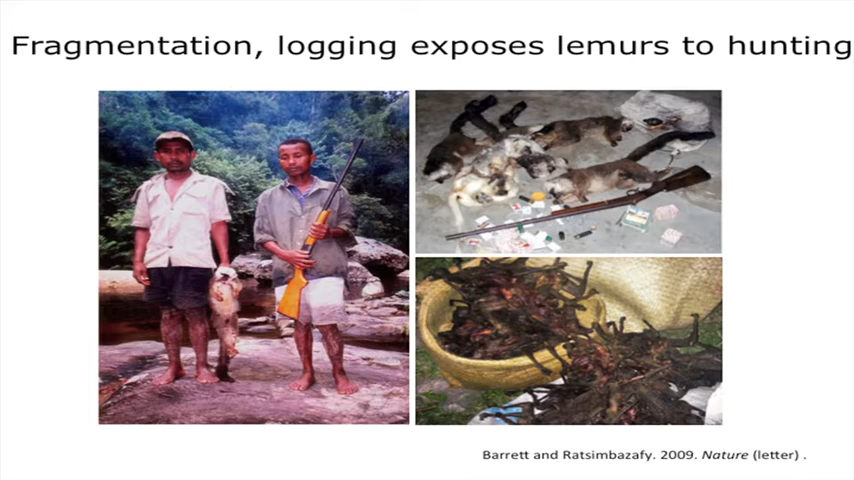 Fragmentation, logging exposes lemurs to hunting
Barrett and Ratsimbazafy. 2009. Nature (letter) .